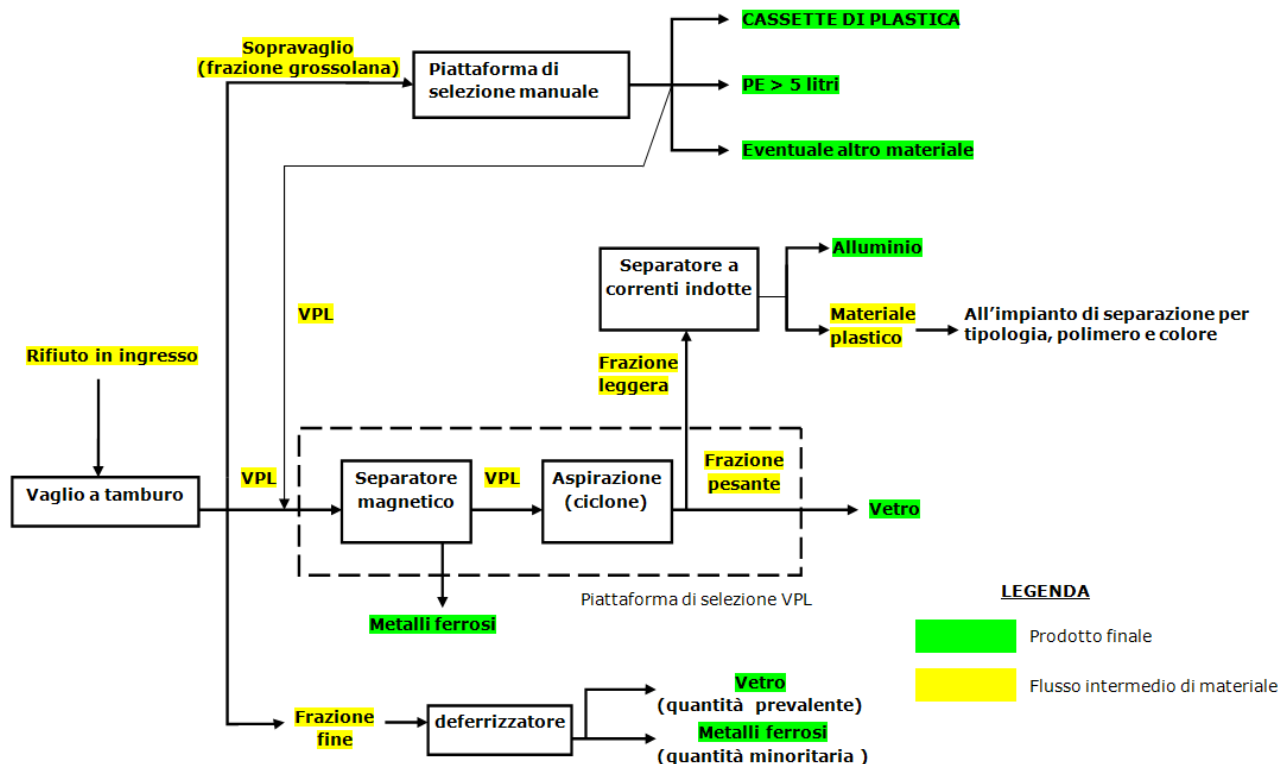 CASSETTE DI PLASTICA
Sopravaglio
(frazione grossolana)
Piattaforma di
selezione manuale
PE > 5 litri
Eventuale altro materiale
Separatore a
correnti indotte
Alluminio
Materiale
plastico
All'impianto di separazione per
tipologia, polimero e colore
VPL
Rifiuto in ingresso
Frazione
leggera
Vaglio a tamburo
VPL
Separatore
magnetico
VPL
Aspirazione
(ciclone)
Frazione
pesante
Vetro
Piattaforma di selezione VPL
Metalli ferrosi
LEGENDA
Prodotto finale
Flusso intermedio di materiale
Frazione
fine
deferrizzatore
Vetro
(quantità prevalente)
Metalli ferrosi
(quantità minoritaria )